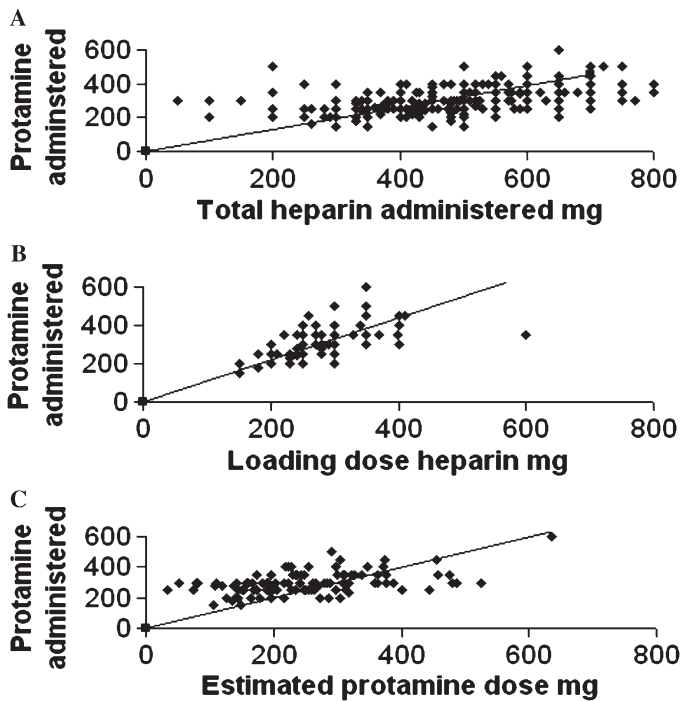 A
Protamine
adminstered
600
400
200
0
0 200 400 600 800
Total heparin administered mg
B
Protamine
administered
600
400
200
0
0 200 400 600 800
Loading dose heparin mg
C
Protamine
administered
600
400
200
0
0 200 400 600 800
Estimated protamine dose mg